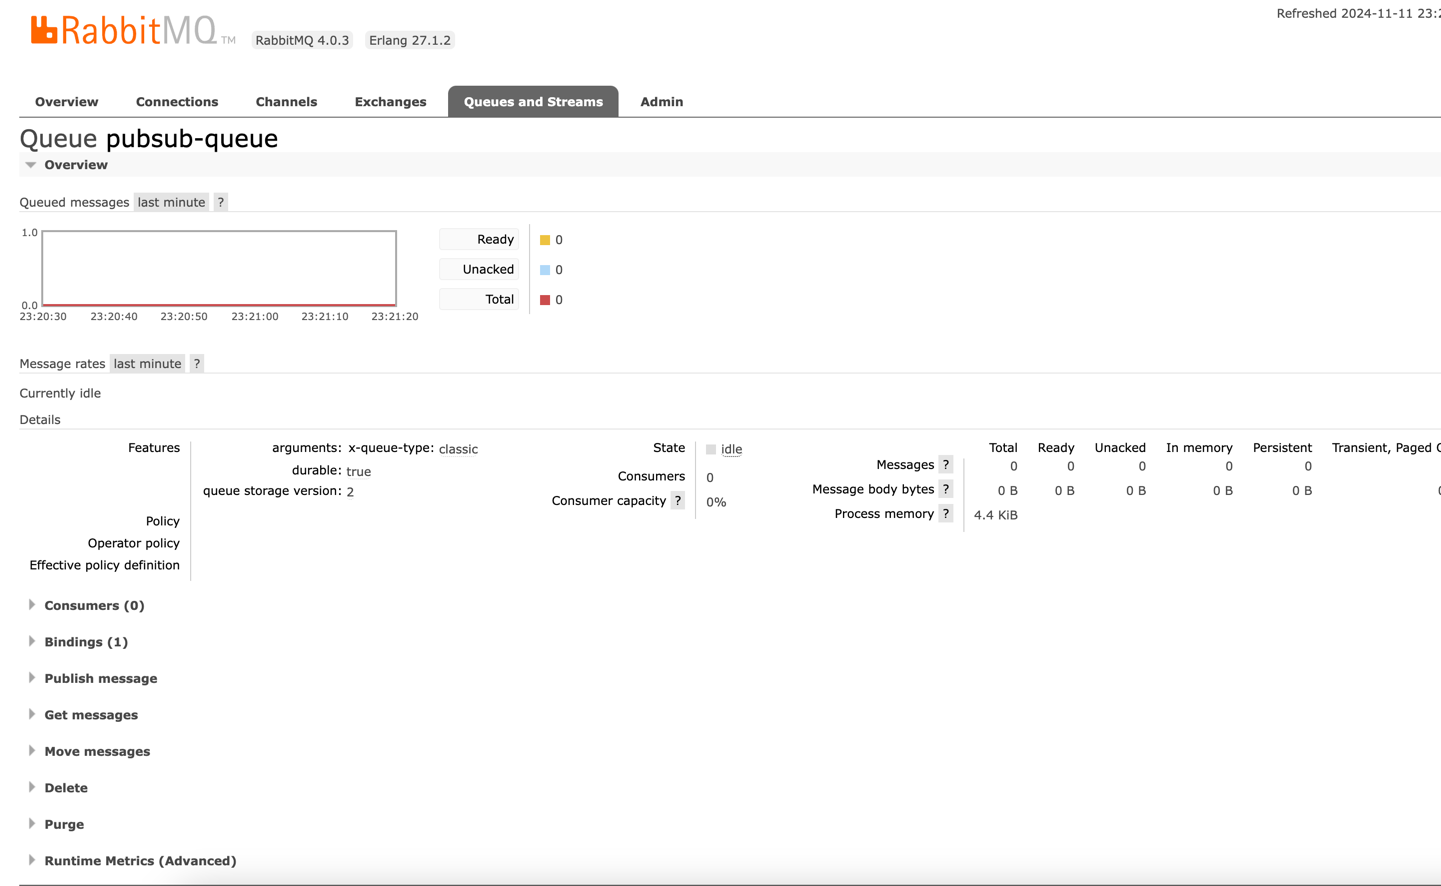 Refreshed 2024-11-11 23:2
RabbitMQ TM RabbitMQ 4.0.3 Erlang 27.1.2
Overview Connections Channels Exchanges Queues and Streams Admin
Queue pubsub-queue
Overview
Queued messages last minute ?
1.0
0.0
23:20:30 23:20:40 23:20:50 23:21:00 23:21:10 23:21:20
Ready 0
Unacked 0
Total 0
Message rates last minute ?
Currently idle
Details
Features arguments: x-queue-type: classic
durable: true
queue storage version: 2
Policy
Operator policy
Effective policy definition
State idle
Consumers 0
Consumer capacity ? 0%
Total Ready Unacked In memory Persistent Transient, Paged
Messages ? 0 0 0 0 0
Message body bytes ? 0 B 0 B 0 B 0 B 0 B
Process memory ? 4.4 KiB
Consumers (0)
Bindings (1)
Publish message
Get messages
Move messages
Delete
Purge
Runtime Metrics (Advanced)